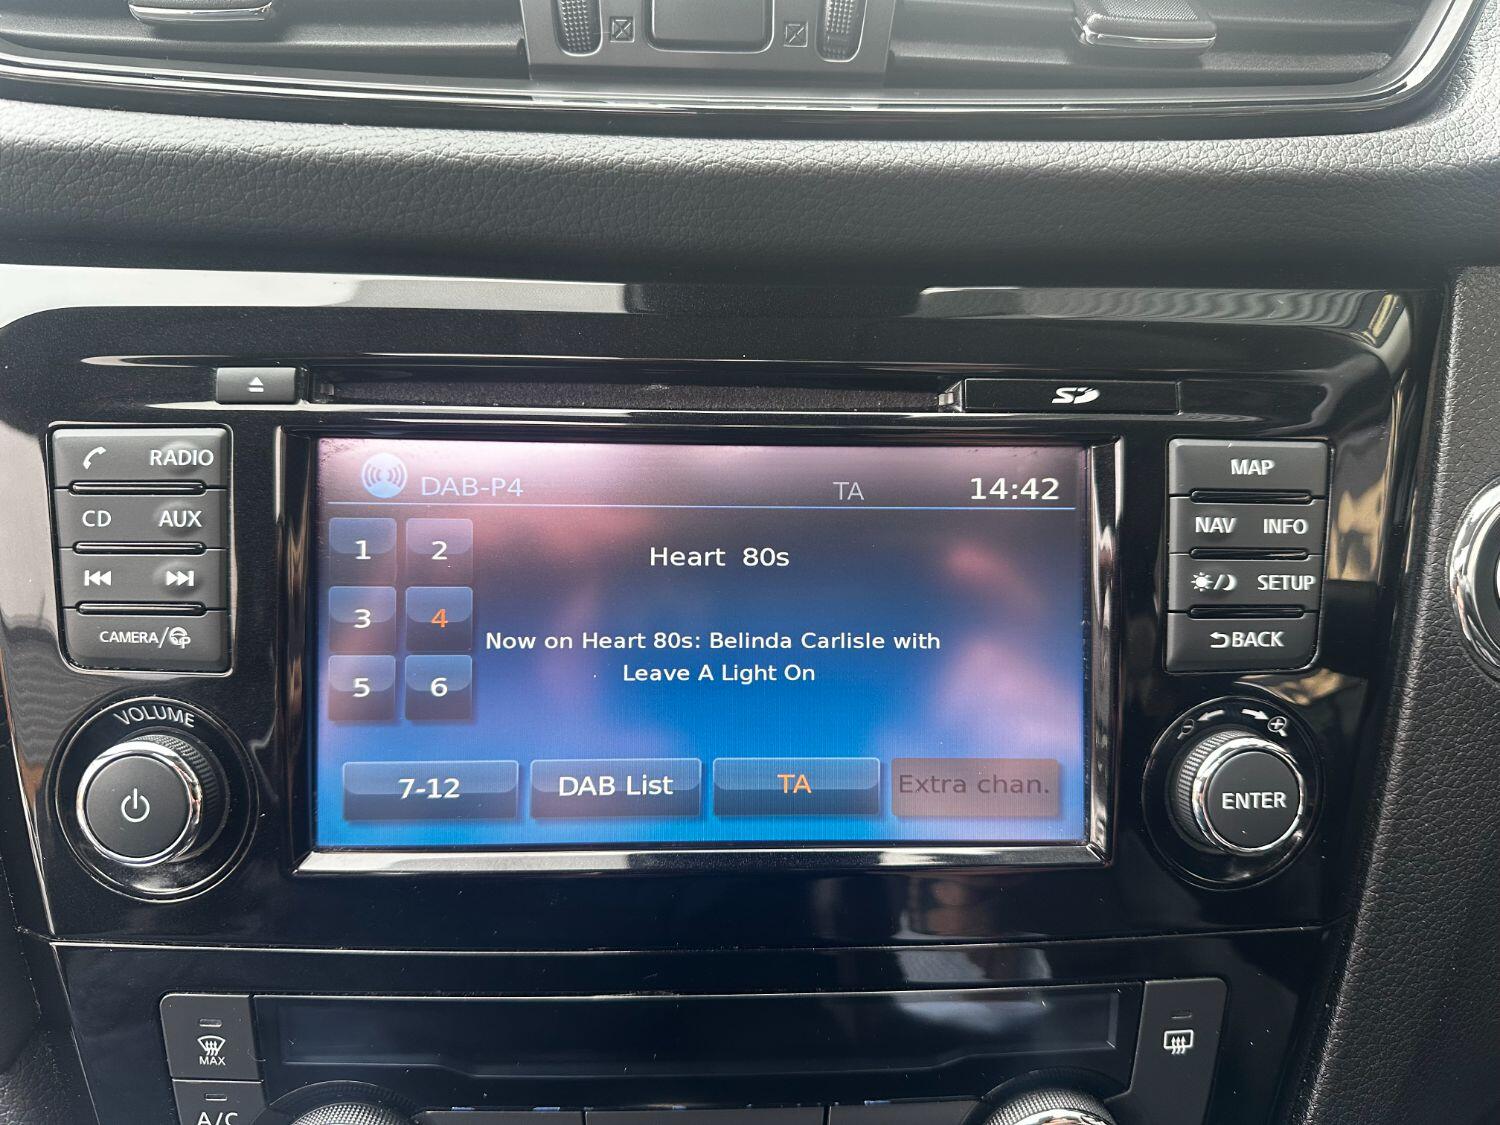 SD
RADIO
CD AUX
CAMERA/
VOLUME
DAB-P4 TA 14:42
1 2
3 4
5 6
Heart 80s
Now on Heart 80s: Belinda Carlisle with
Leave A Light On
7-12 DAB List TA Extra chan.
MAP
NAV INFO
SETUP
BACK
ENTER
MAX
A/C